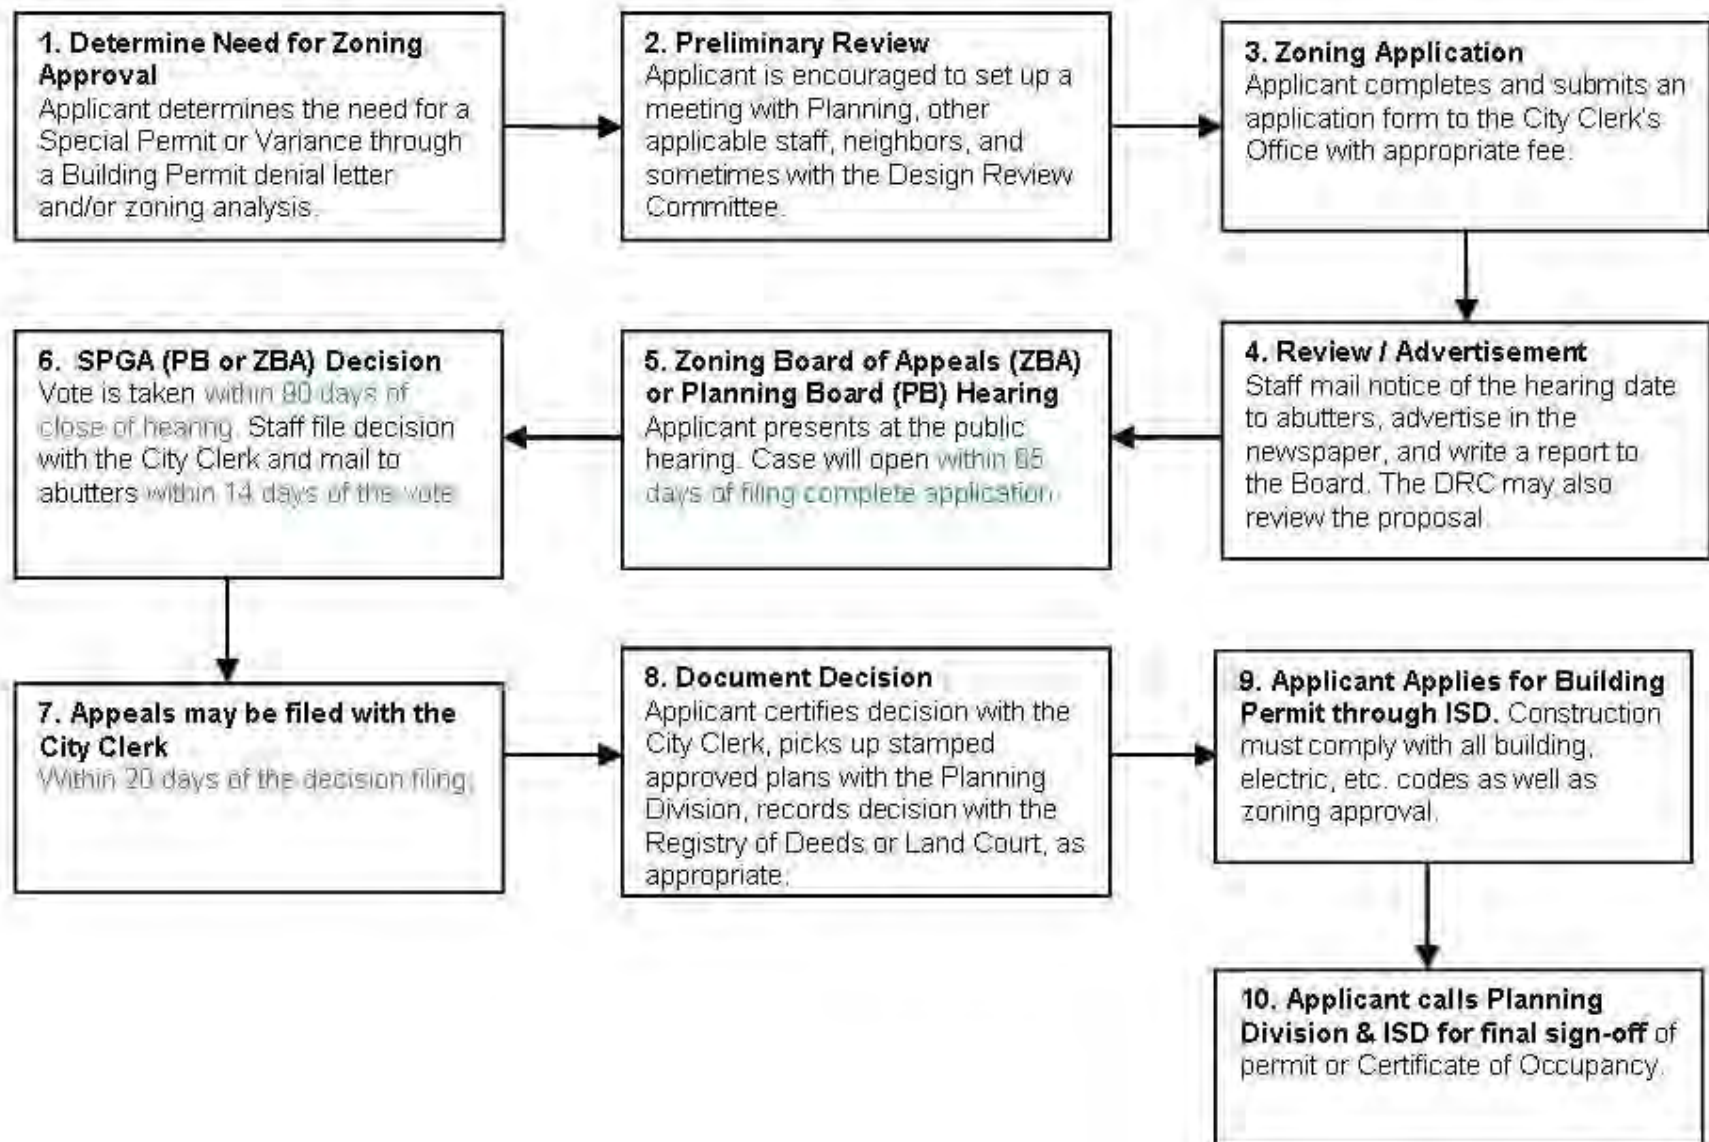 1. Determine Need for Zoning
Approval
Applicant determines the need for a
Special Permit or Variance through
a Building Permit denial letter
and/or zoning analysis.
2. Preliminary Review
Applicant is encouraged to set up a
meeting with Planning, other
applicable staff, neighbors, and
sometimes with the Design Review
Committee.
3. Zoning Application
Applicant completes and submits an
application form to the City Clerk's
Office with appropriate fee.
4. Review / Advertisement
Staff mail notice of the hearing date
to abutters, advertise in the
newspaper, and write a report to
the Board. The DRC may also
review the proposal.
5. Zoning Board of Appeals (ZBA)
or Planning Board (PB) Hearing
Applicant presents at the public
hearing. Case will open within
days of filing complete application.
6. SPGA (PB or ZBA) Decision
Vote is taken within 90 days of
close of hearing. Staff file decision
with the City Clerk and mail to
abutters within 14 days of the vote
7. Appeals may be filed with the
City Clerk
Within 20 days of the decision filing.
8. Document Decision
Applicant certifies decision with the
City Clerk, picks up stamped
approved plans with the Planning
Division, records decision with the
Registry of Deeds or Land Court, as
appropriate.
9. Applicant Applies for Building
Permit through ISD. Construction
must comply with all building,
electric, etc. codes as well as
zoning approval.
10. Applicant calls Planning
Division & ISD for final sign-off of
permit or Certificate of Occupancy.